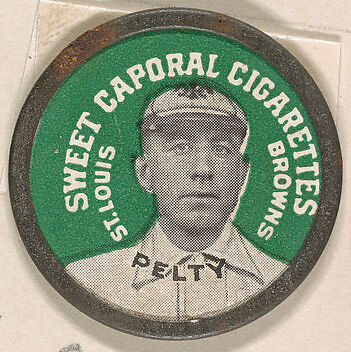 SWEET CAPORAL CIGARETTES
ST. LOUIS
BROWNS
PELTY